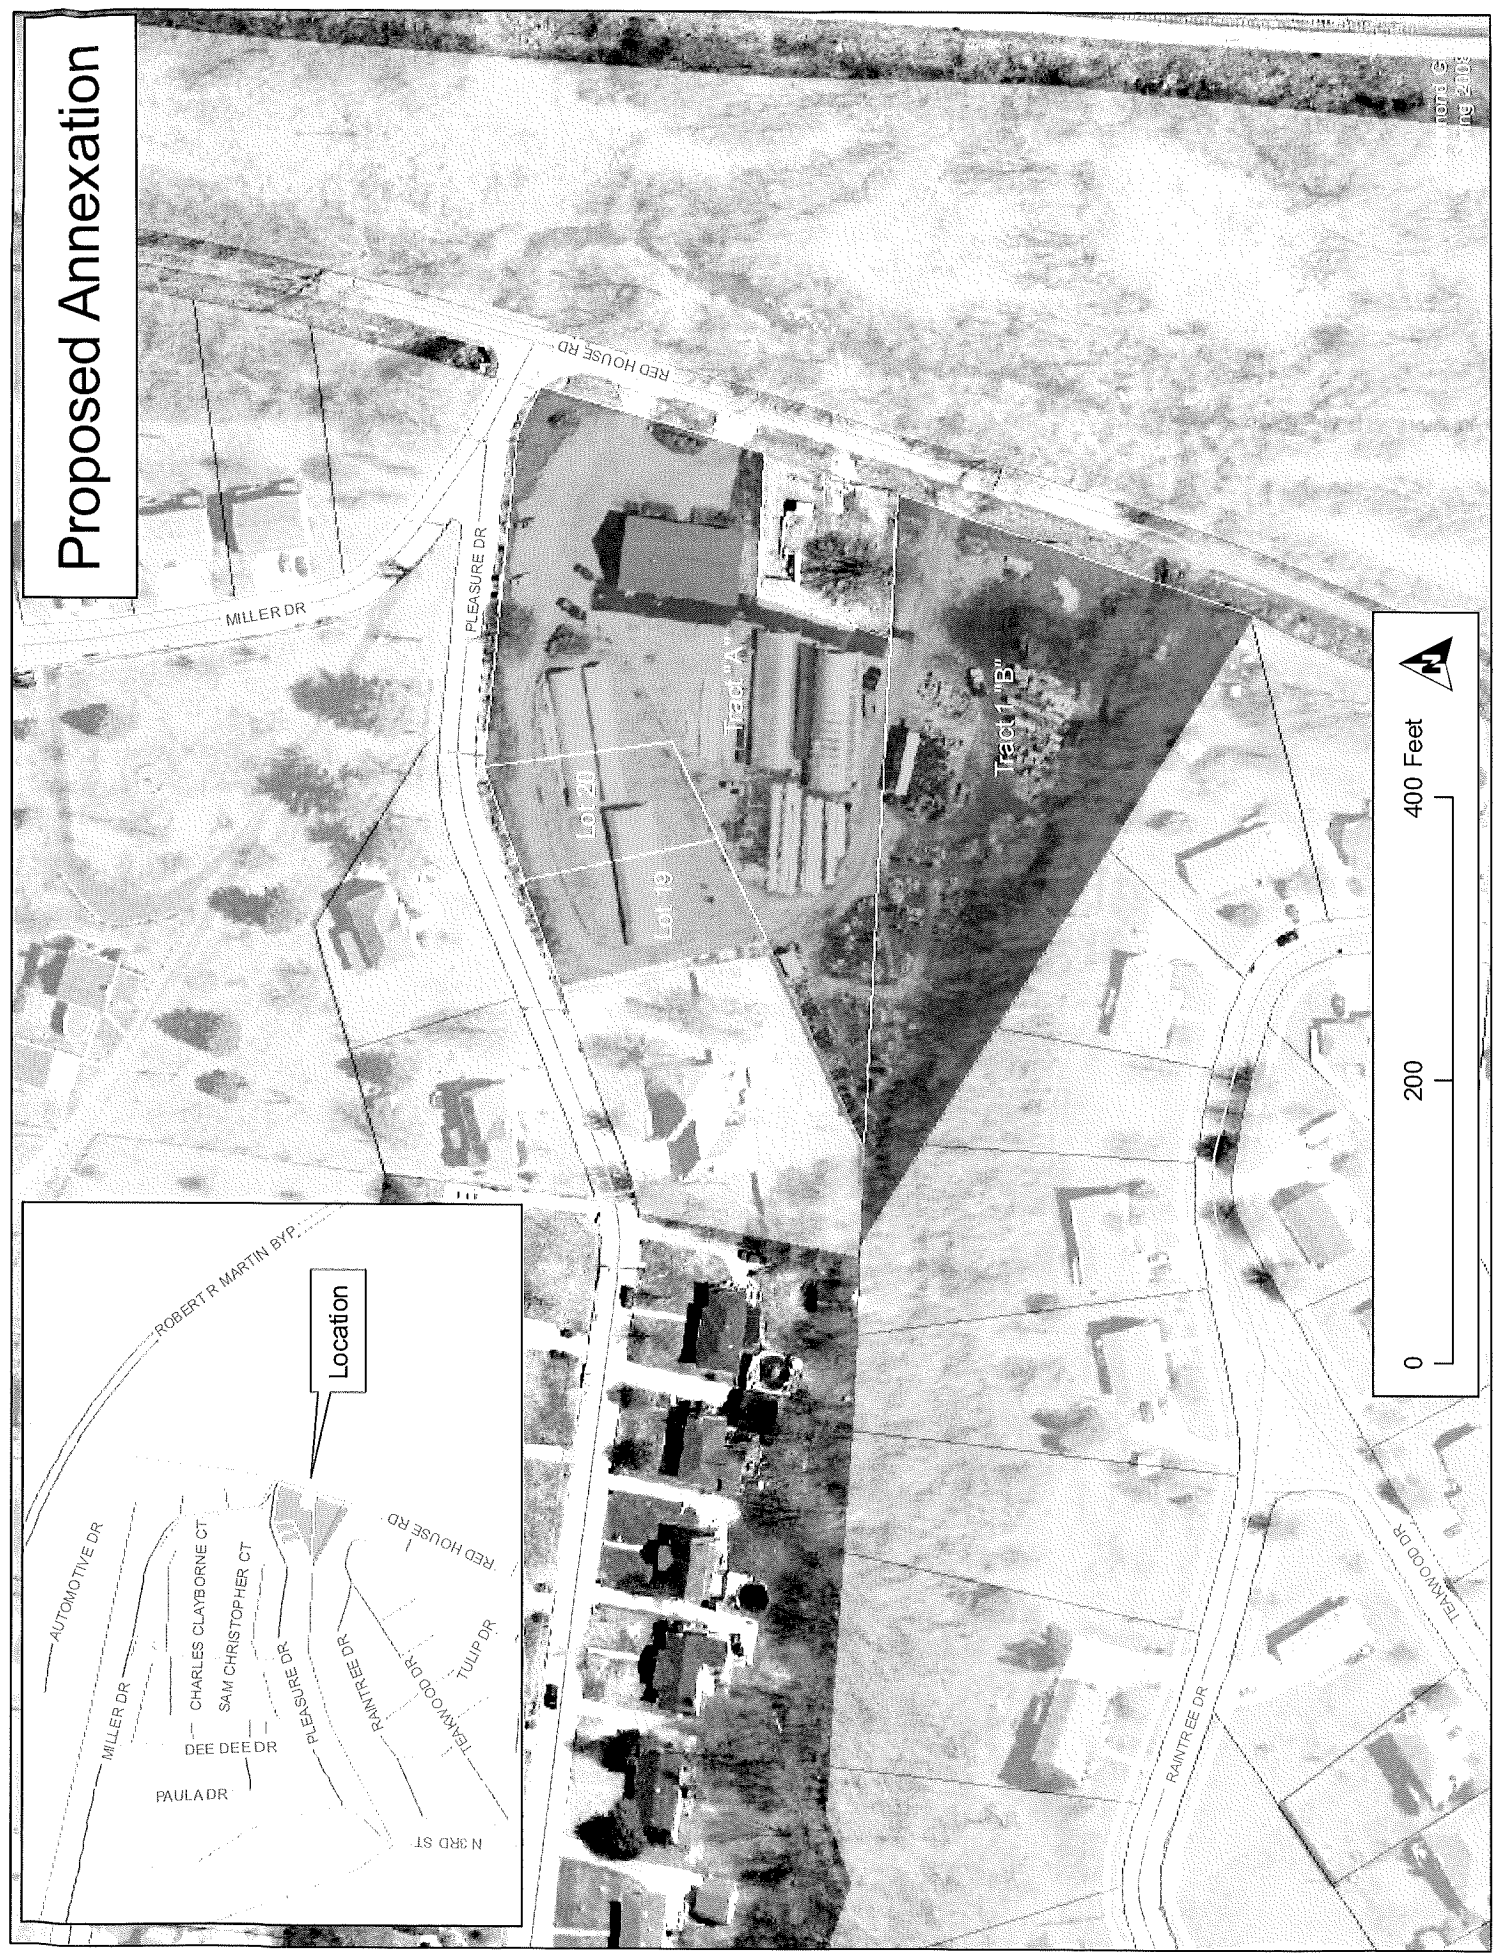 Proposed Annexation
ROBERT R MARTIN BYP
Location
AUTOMOTIVE DR
MILLER DR
CHARLES CLAYBORNE CT
SAM CHRISTOPHER CT
DEE DEE DR
PAULA DR
PLEASURE DR
RAINTREE DR
TEAKWOOD DR
TULIP DR
RED HOUSE RD
N 3RD ST
MILLER DR
PLEASURE DR
RED HOUSE RD
Lot 20
Lot 19
Tract "A"
Tract 1 "B"
RAINTREE DR
TEAKWOOD DR
0 200 400 Feet
N